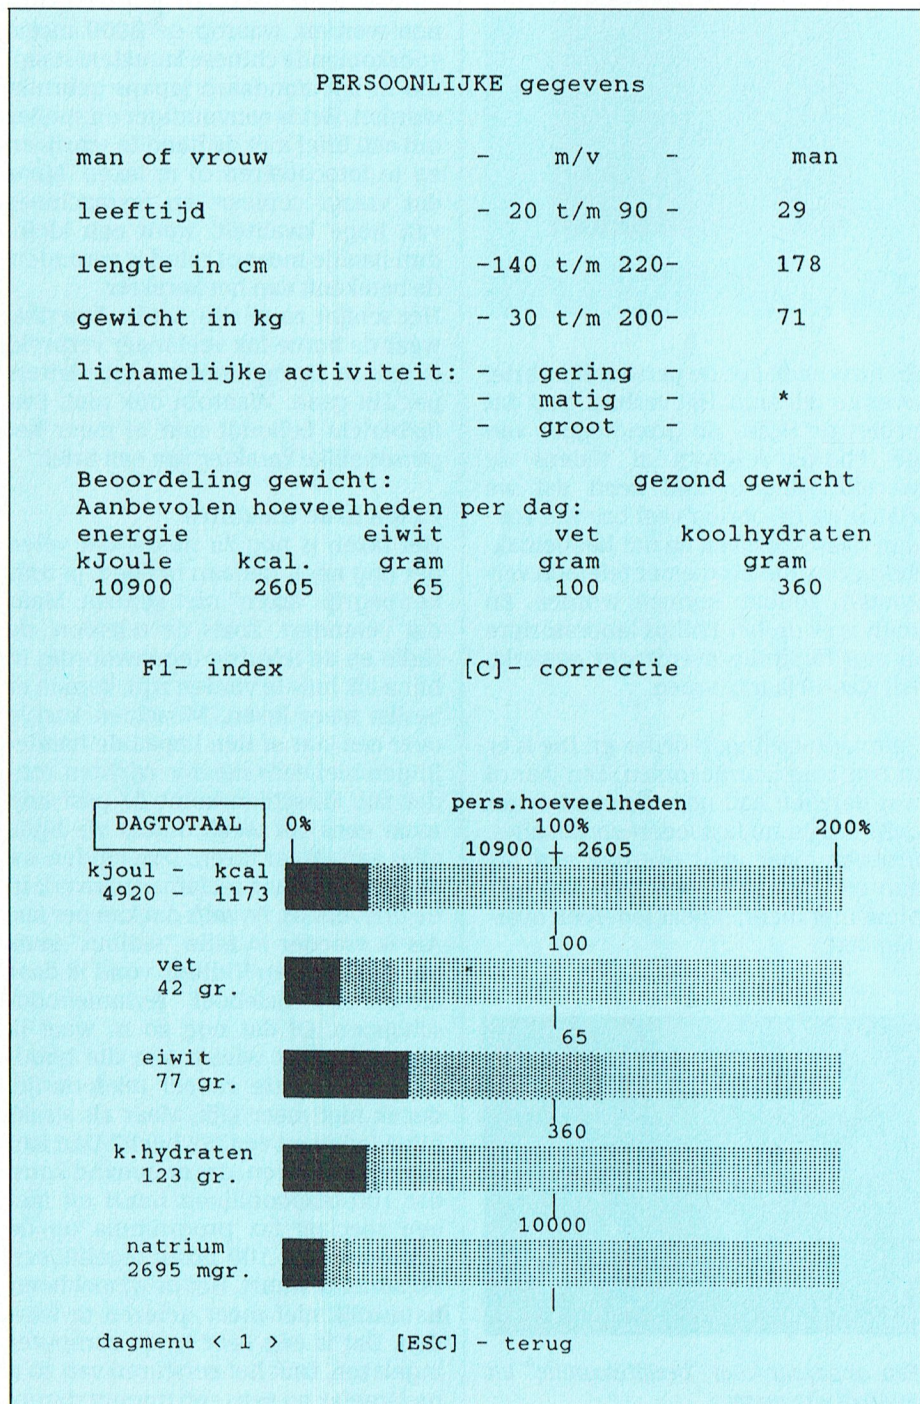 PERSOONLIJKE gegevens
man of vrouw - m/v - man
leeftijd - 20 t/m 90 - 29
lengte in cm -140 t/m 220- 178
gewicht in kg - 30 t/m 200- 71
lichamelijke activiteit: - gering -
- matig - *
- groot -
Beoordeling gewicht: gezond gewicht
Aanbevolen hoeveelheden per dag:
energie eiwit vet koolhydraten
kJoule kcal. gram gram gram
10900 2605 65 100 360
F1- index [C]- correctie
pers.hoeveelheden
DAGTOTAAL 0% 100% 200%
10900 2605
kjoul - kcal
4920 - 1173
100
vet
42 gr.
65
eiwit
77 gr.
360
k.hydraten
123 gr.
10000
natrium
2695 mgr.
dagmenu < 1 > [ESC] - terug